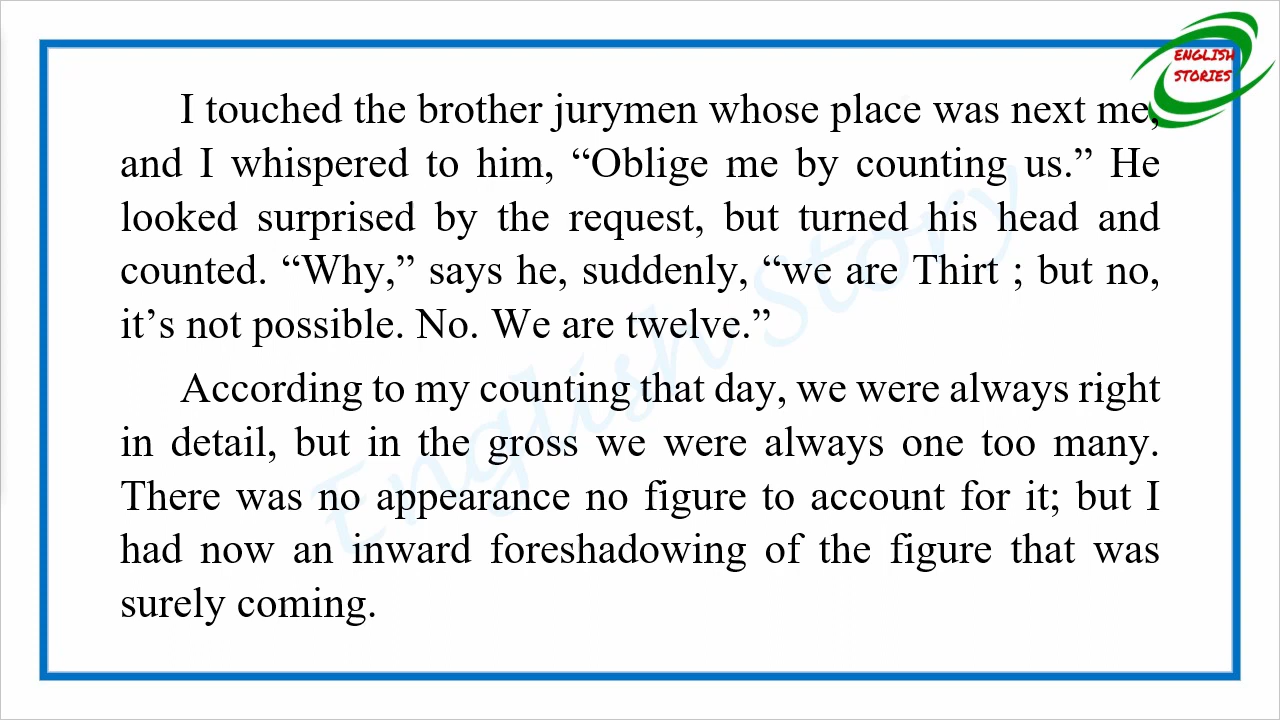 ENGLISH
STORIES
I touched the brother jurymen whose place was next me,
and I whispered to him, “Oblige me by counting us.” He
looked surprised by the request, but turned his head and
counted. “Why,” says he, suddenly, “we are Thirt ; but no,
it’s not possible. No. We are twelve.”
According to my counting that day, we were always right
in detail, but in the gross we were always one too many.
There was no appearance no figure to account for it; but I
had now an inward foreshadowing of the figure that was
surely coming.
English Story